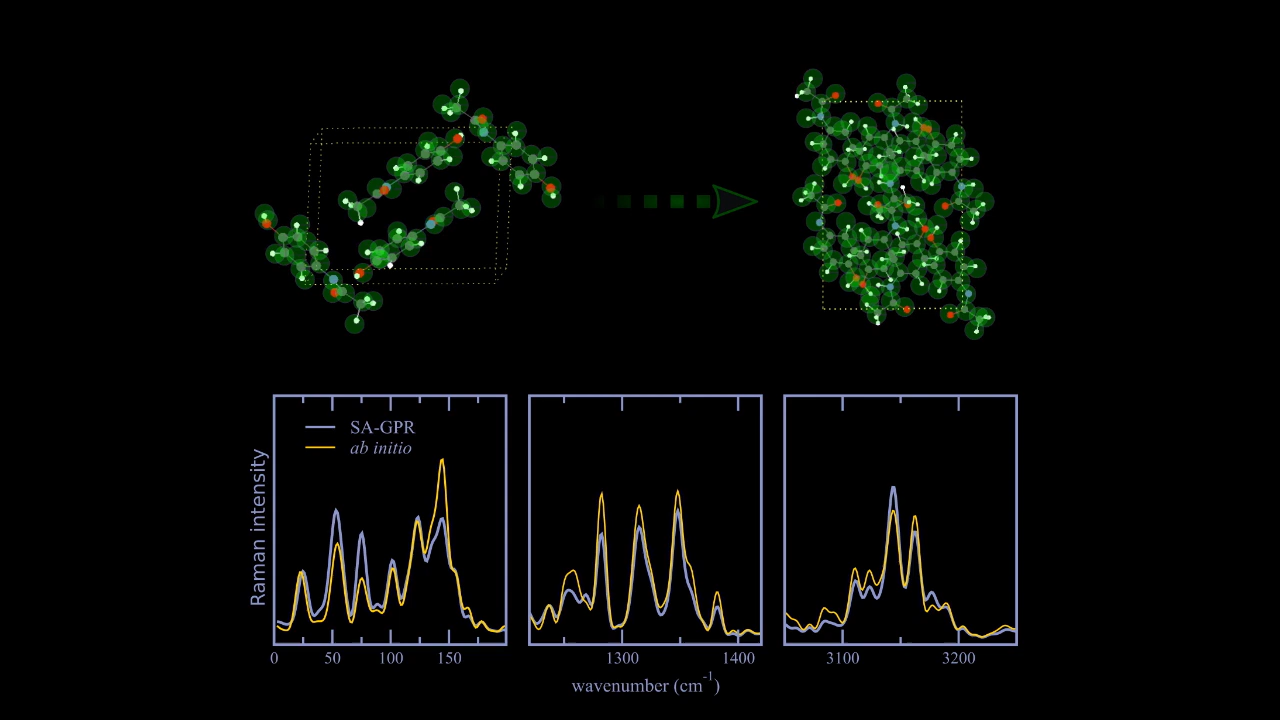 SA-GPR
ab initio
Raman intensity
0 50 100 150
1300 1400
3100 3200
wavenumber (cm⁻¹)